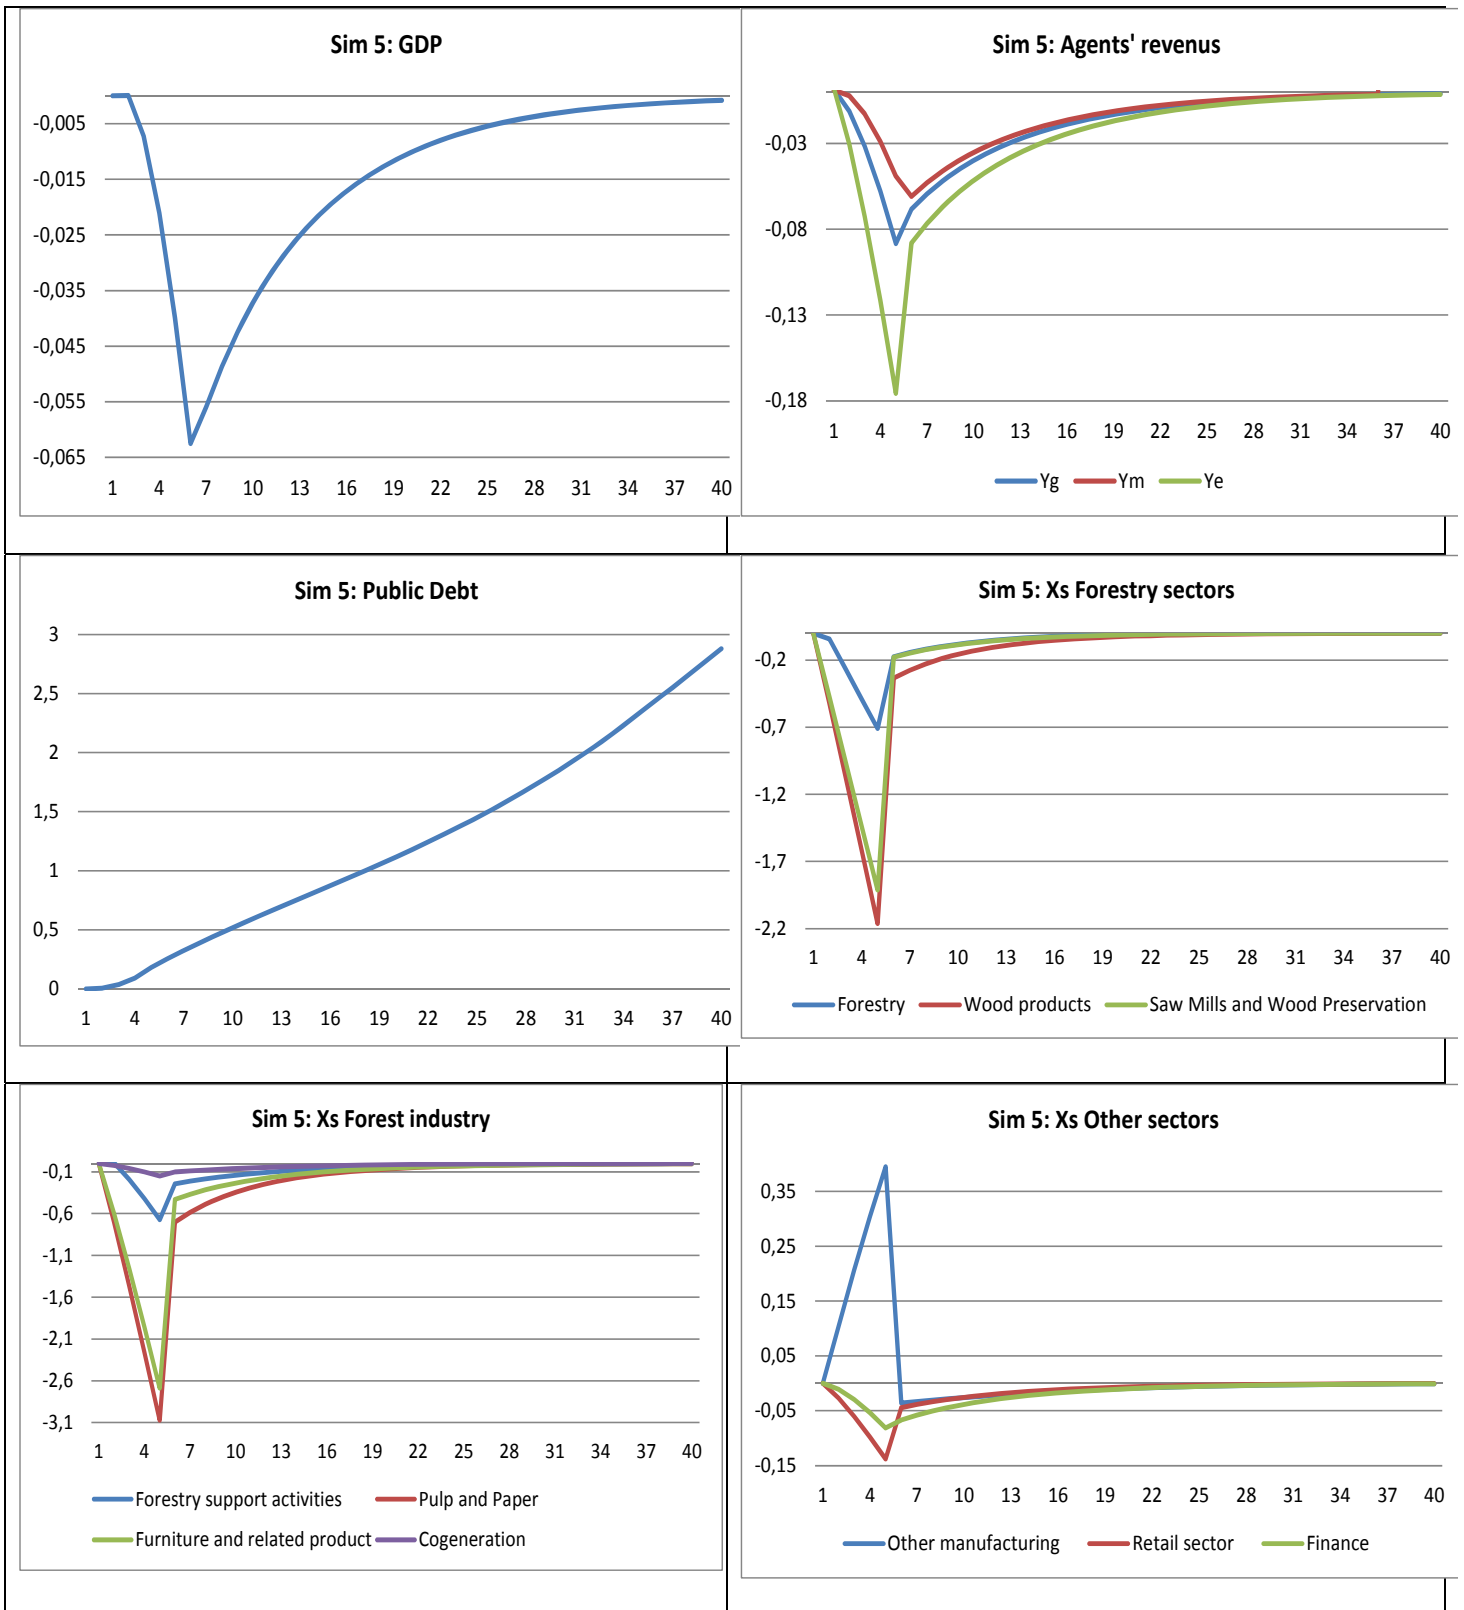 Sim 5: GDP
-0,005
-0,015
-0,025
-0,035
-0,045
-0,055
-0,065
1 4 7 10 13 16 19 22 25 28 31 34 37 40
Sim 5: Agents' revenus
-0,03
-0,08
-0,13
-0,18
1 4 7 10 13 16 19 22 25 28 31 34 37 40
Yg Ym Ye
Sim 5: Public Debt
3
2,5
2
1,5
1
0,5
0
1 4 7 10 13 16 19 22 25 28 31 34 37 40
Sim 5: Xs Forestry sectors
-0,2
-0,7
-1,2
-1,7
-2,2
1 4 7 10 13 16 19 22 25 28 31 34 37 40
Forestry Wood products Saw Mills and Wood Preservation
Sim 5: Xs Forest industry
-0,1
-0,6
-1,1
-1,6
-2,1
-2,6
-3,1
1 4 7 10 13 16 19 22 25 28 31 34 37 40
Forestry support activities Pulp and Paper
Furniture and related product Cogeneration
Sim 5: Xs Other sectors
0,35
0,25
0,15
0,05
-0,05
-0,15
1 4 7 10 13 16 19 22 25 28 31 34 37 40
Other manufacturing Retail sector Finance